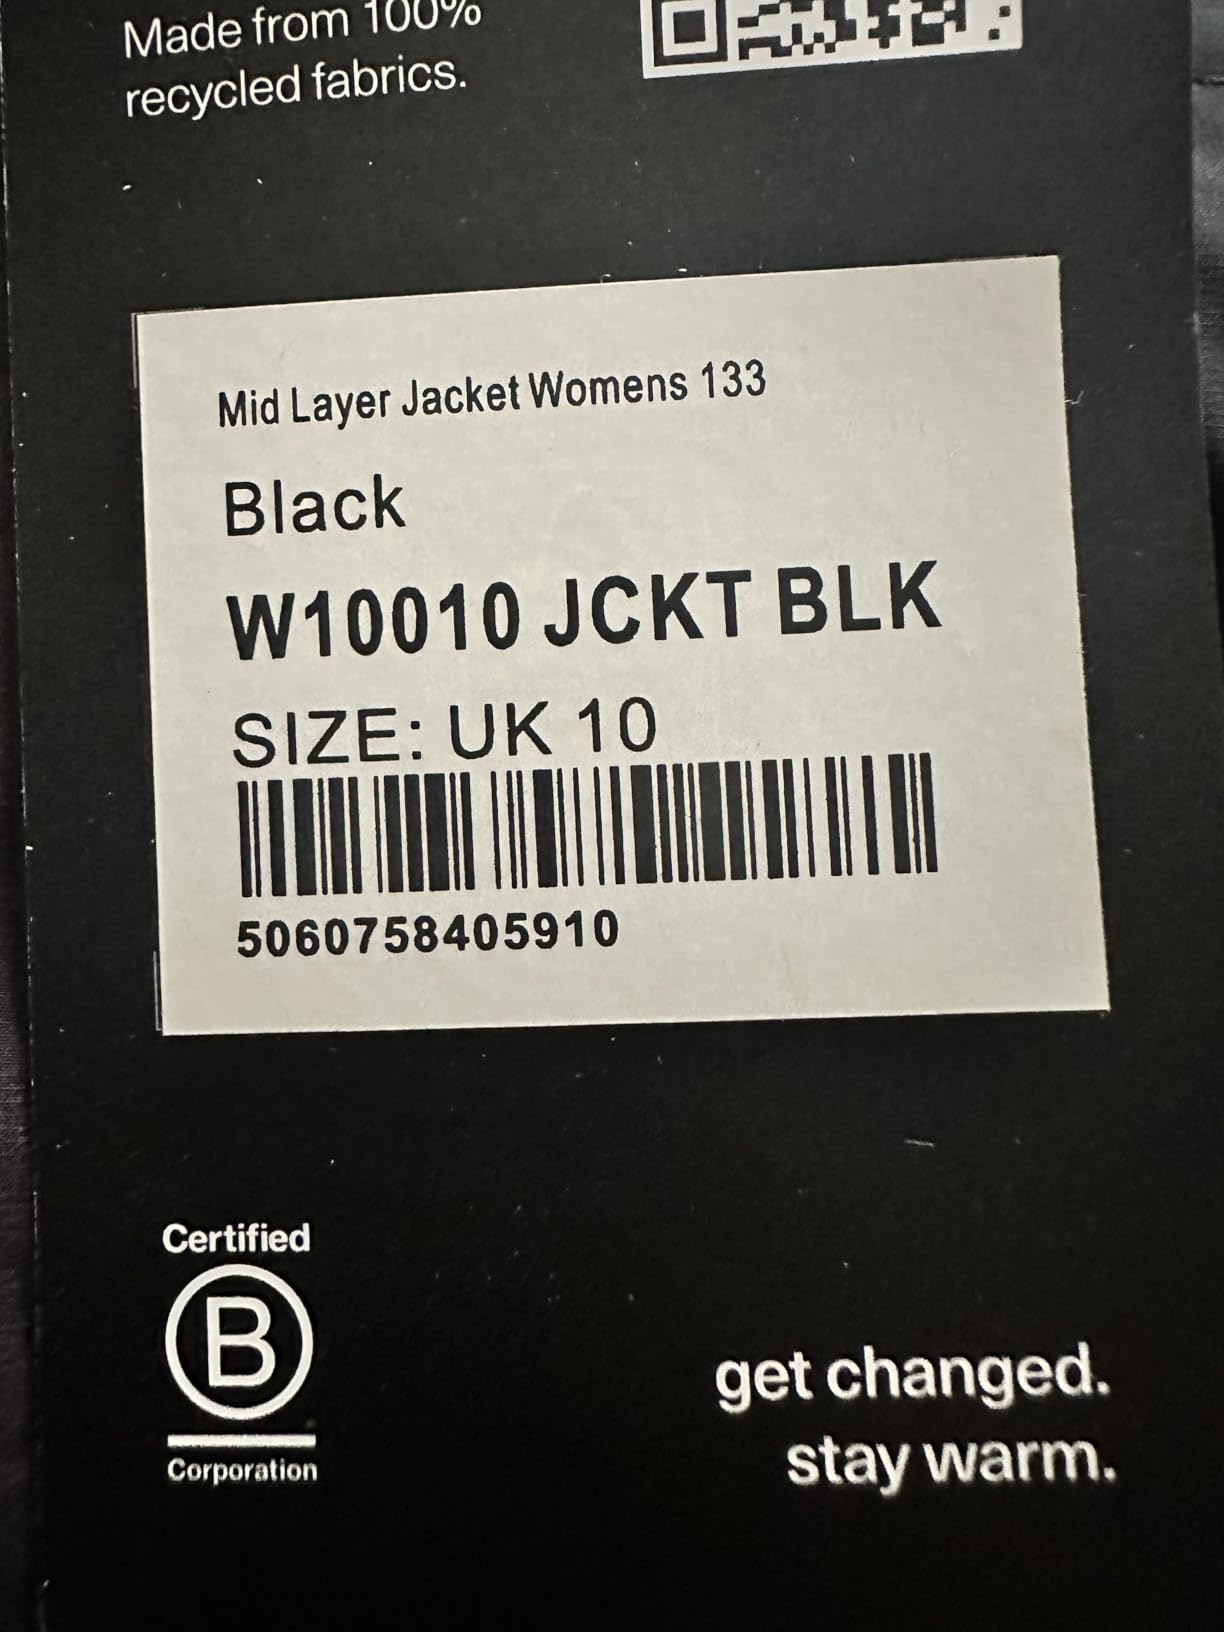 Made from 100%
recycled fabrics.
Mid Layer Jacket Womens 133
Black
W10010 JCKT BLK
SIZE: UK 10
5060758405910
Certified
B
Corporation
get changed.
stay warm.